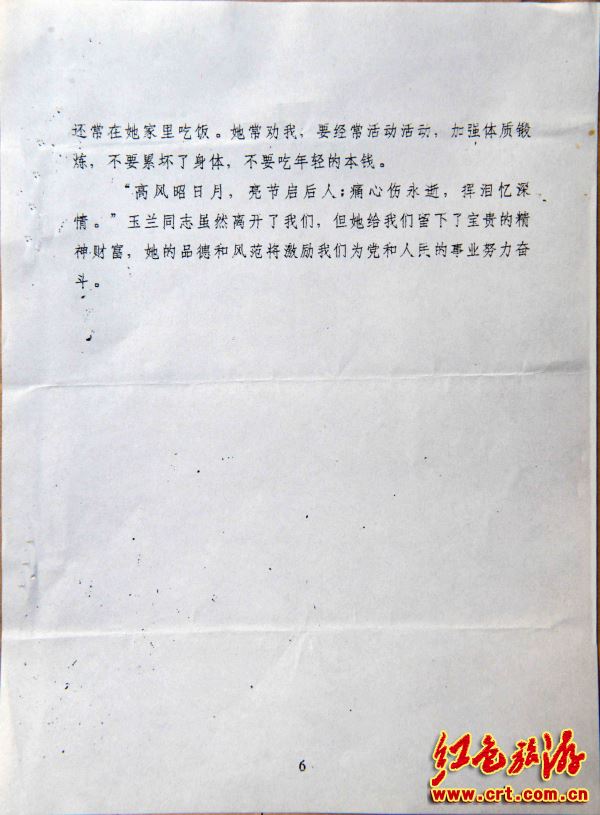 还常在她家里吃饭。她常劝我，要经常活动活动，加强体质锻
炼，不要累坏了身体，不要吃年轻的本钱。
“高风昭日月，亮节启后人；痛心伤永逝，挥泪忆深
情。”玉兰同志虽然离开了我们，但她给我们留下了宝贵的精
神财富，她的品德和风范将激励我们为党和人民的事业努力奋
斗。
6
红色旅游
www.crt.com.cn